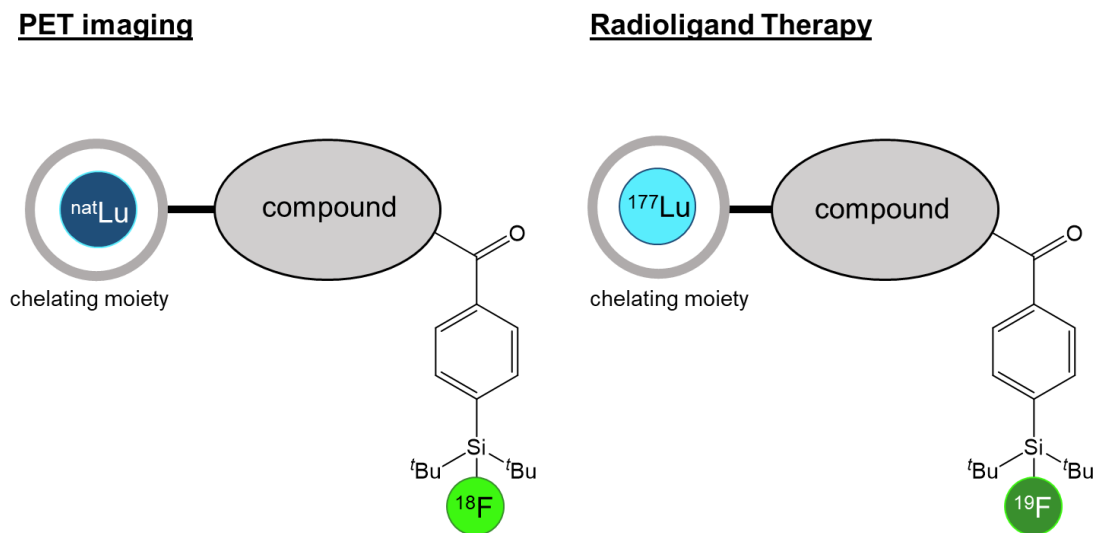 PET imaging
natLu
compound
chelating moiety
O
Si
tBu
tBu
18F
Radioligand Therapy
177Lu
compound
chelating moiety
O
Si
tBu
tBu
19F